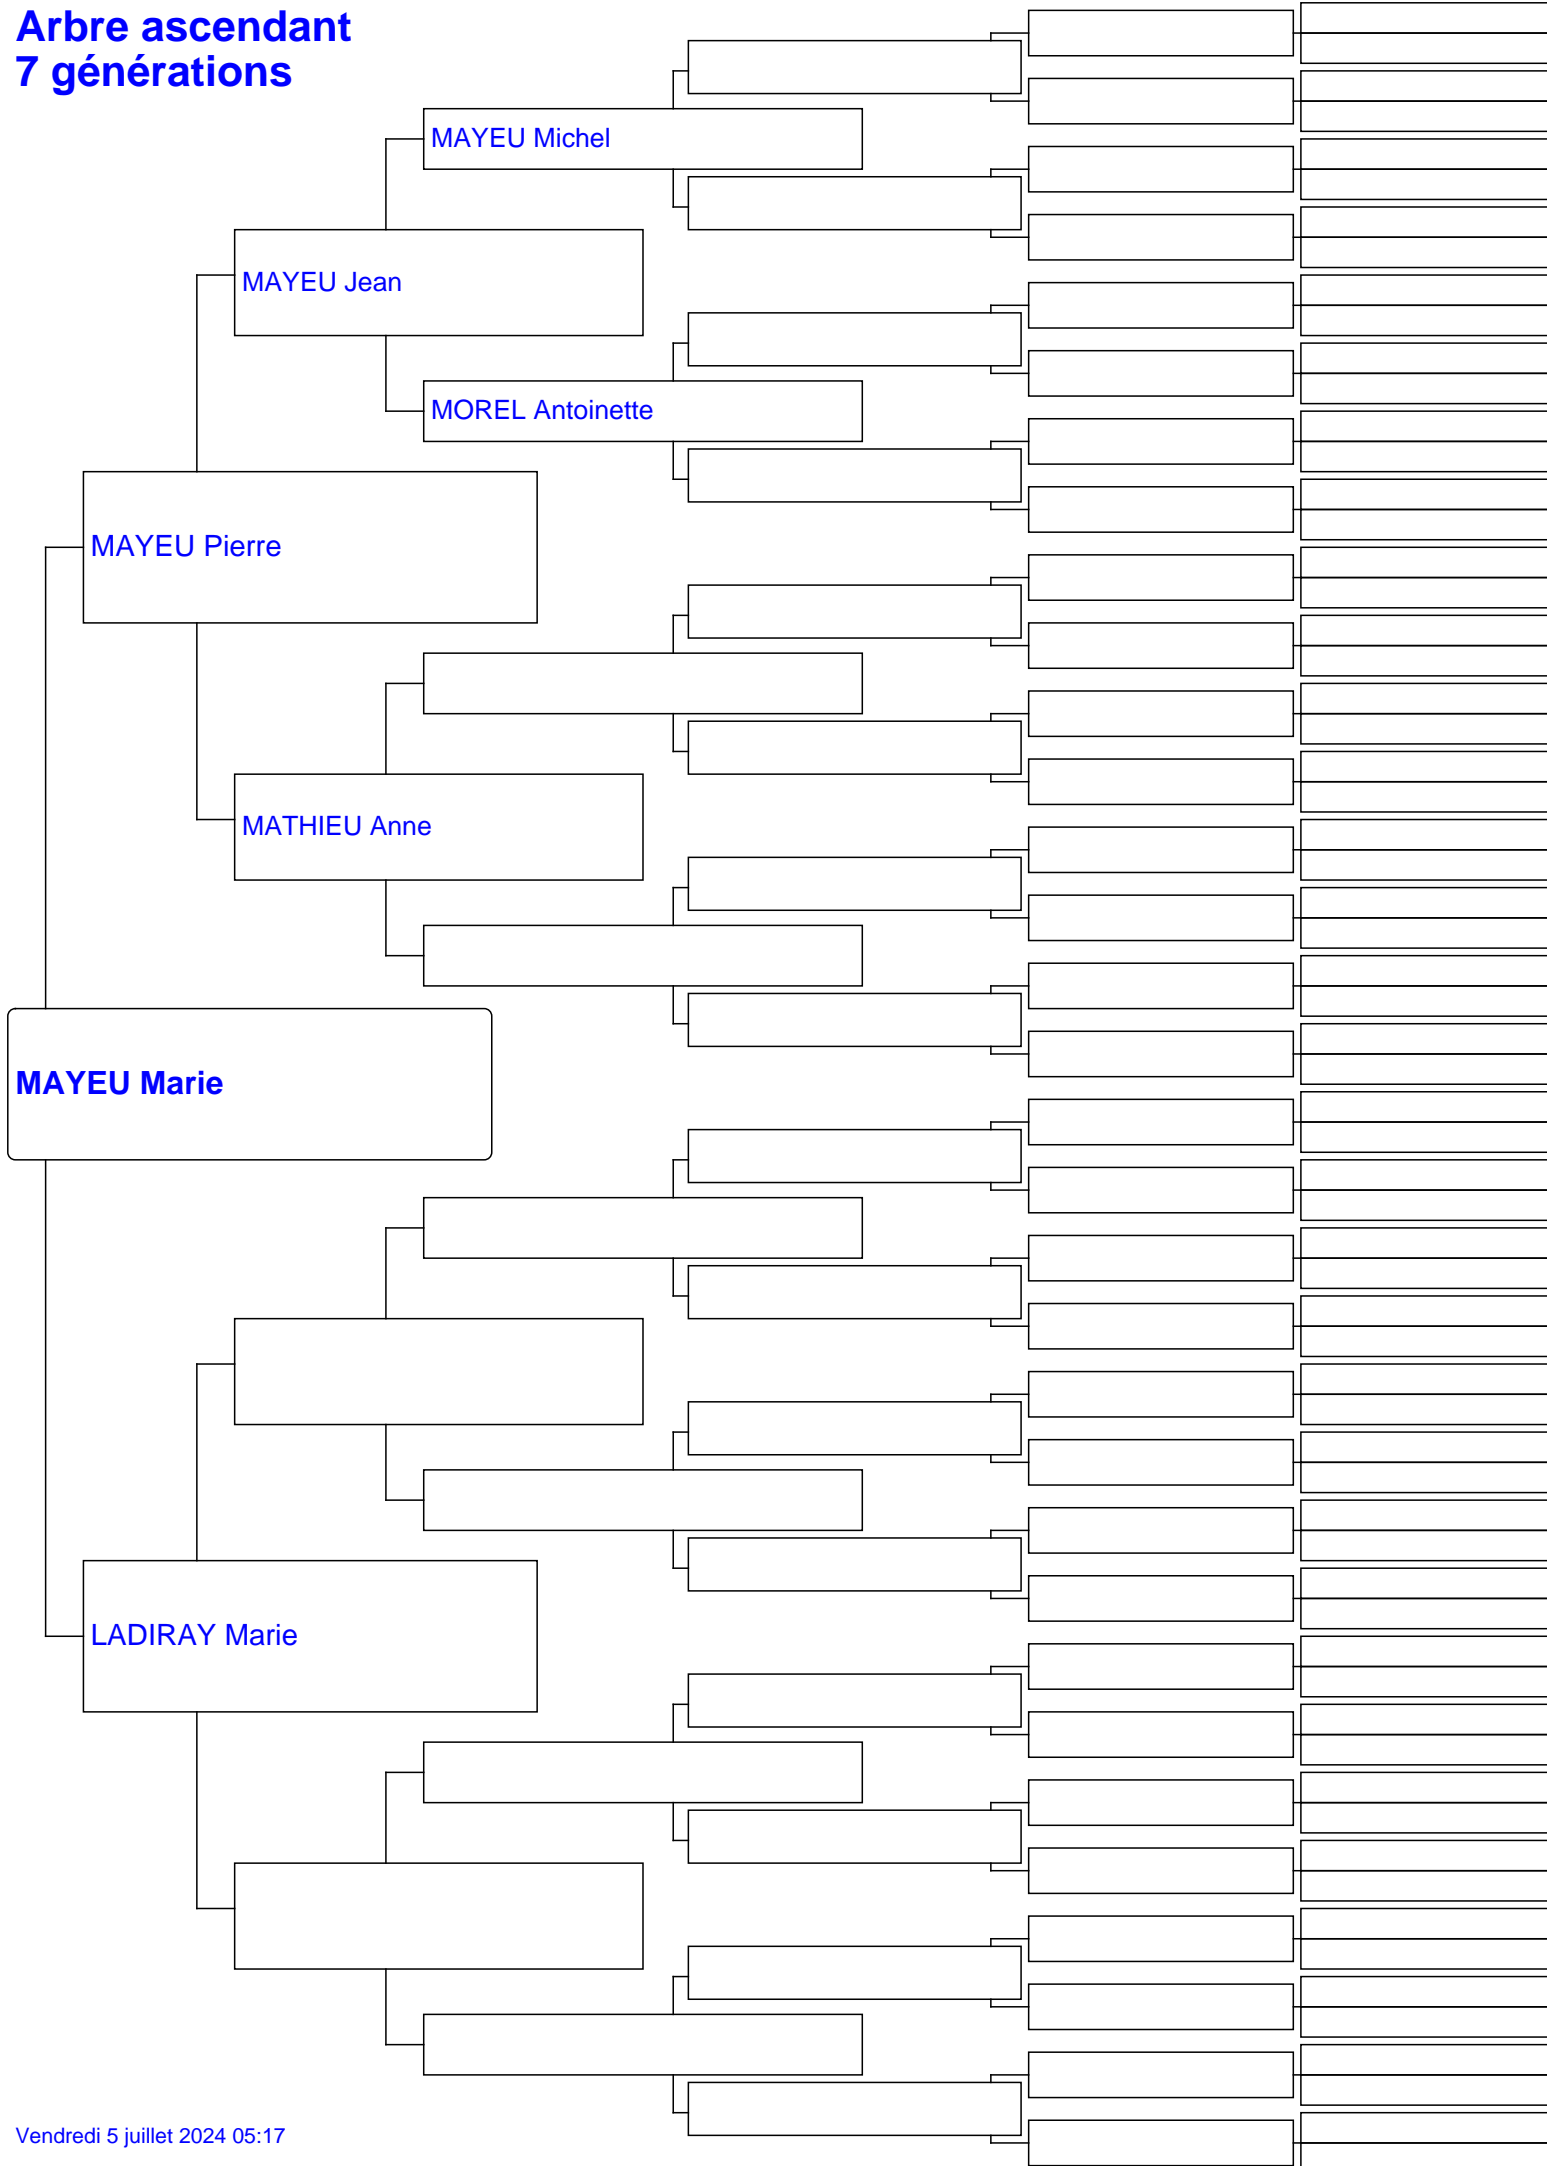 Arbre ascendant
7 générations
MAYEU Michel
MAYEU Jean
MOREL Antoinette
MAYEU Pierre
MATHIEU Anne
MAYEU Marie
LADIRAY Marie
Vendredi 5 juillet 2024 05:17